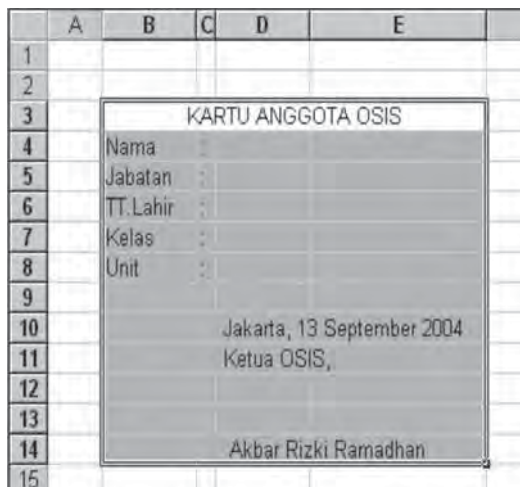 A B C D E
1
2
3 KARTU ANGGOTA OSIS
4 Nama :
5 Jabatan :
6 TT.Lahir :
7 Kelas :
8 Unit :
9
10 Jakarta, 13 September 2004
11 Ketua OSIS,
12
13
14 Akbar Rizki Ramadhan
15